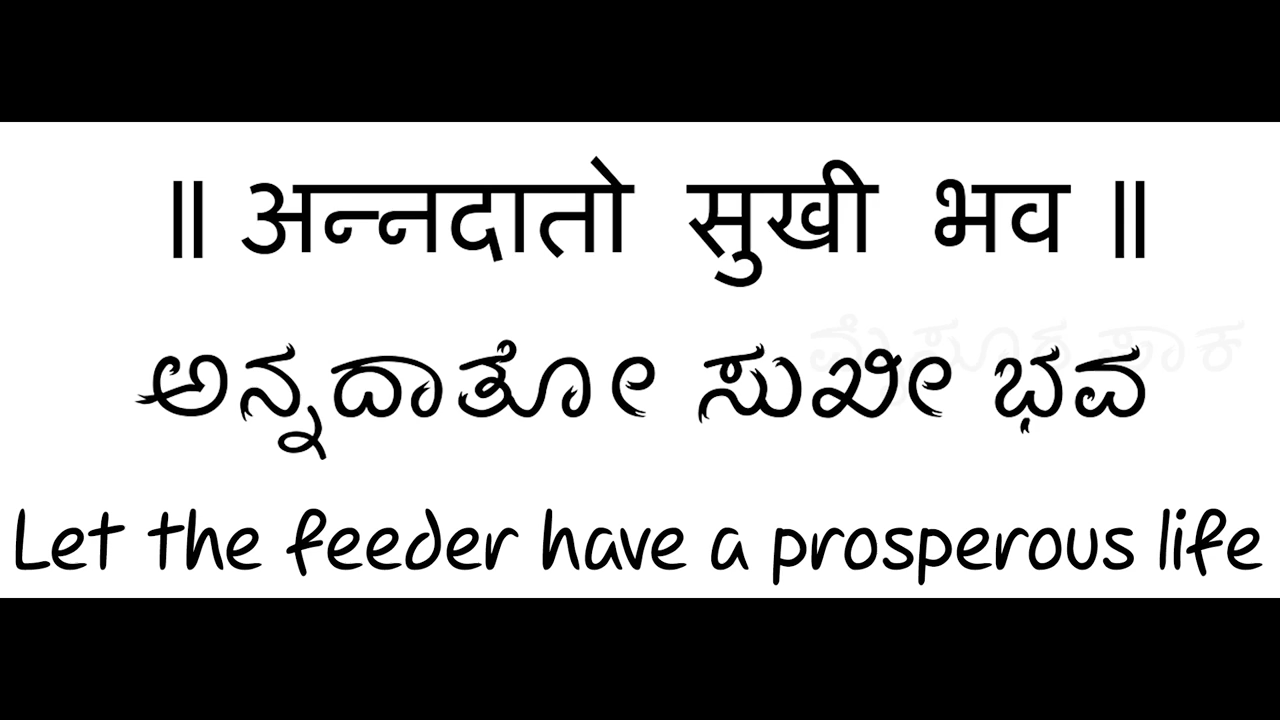 ॥ अन्नदातो सुखी भव ॥
ಅನ್ನದಾತೋ ಸುಖೀ ಭವ
Let the feeder have a prosperous life